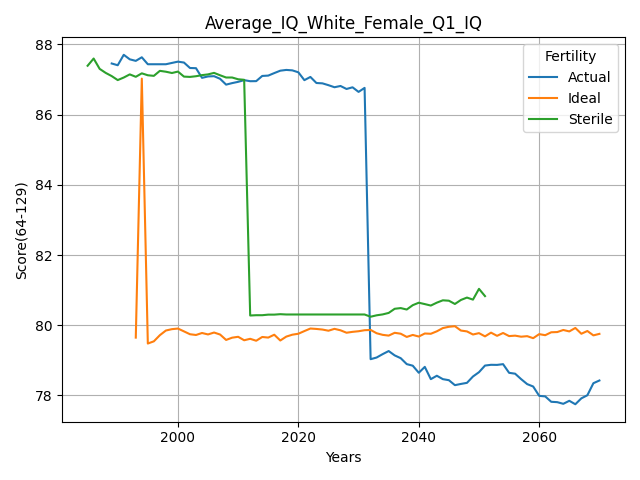 Average_IQ_White_Female_Q1_IQ
Score(64-129)
88
86
84
82
80
78
Fertility
Actual
Ideal
Sterile
2000 2020 2040 2060
Years